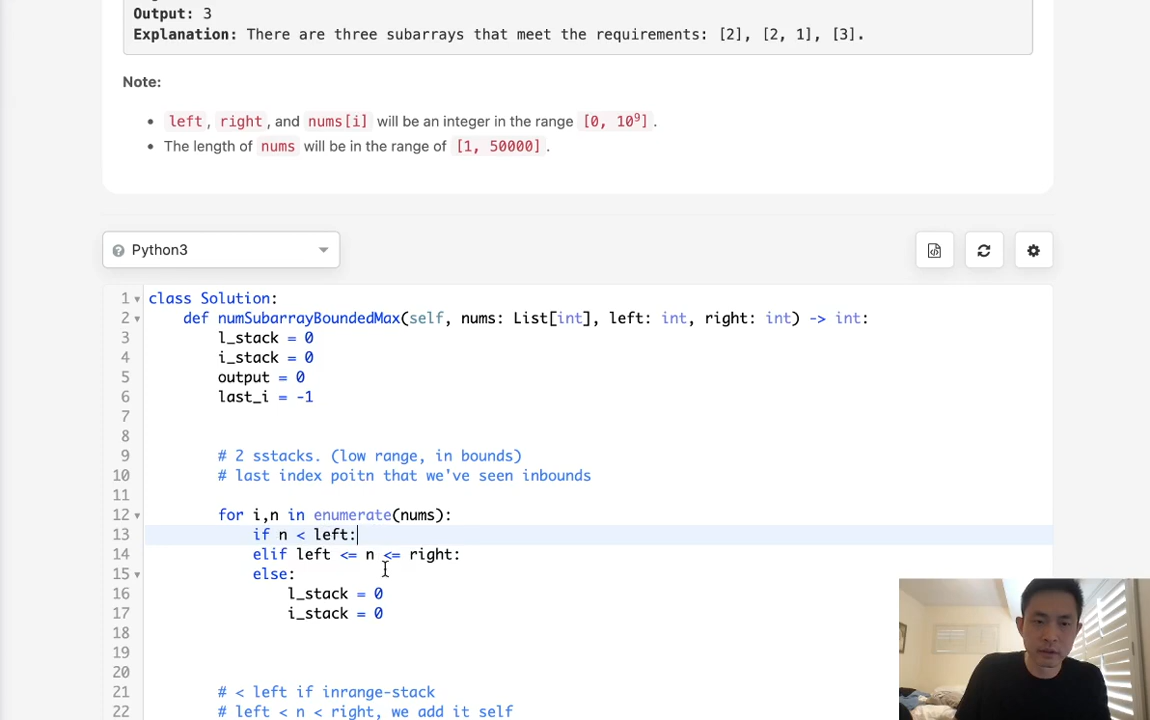 Output: 3
Explanation: There are three subarrays that meet the requirements: [2], [2, 1], [3].
Note:
• left, right, and nums[i] will be an integer in the range [0, 10⁹].
• The length of nums will be in the range of [1, 50000].
Python3
1 class Solution:
2 def numSubarrayBoundedMax(self, nums: List[int], left: int, right: int) -> int:
3 l_stack = 0
4 i_stack = 0
5 output = 0
6 last_i = -1
7
8
9 # 2 sstacks. (low range, in bounds)
10 # last index poitn that we've seen inbounds
11
12 for i,n in enumerate(nums):
13 if n < left:
14 elif left <= n <= right:
15 else:
16 l_stack = 0
17 i_stack = 0
18
19
20
21 # < left if inrange-stack
22 # left < n < right, we add it self